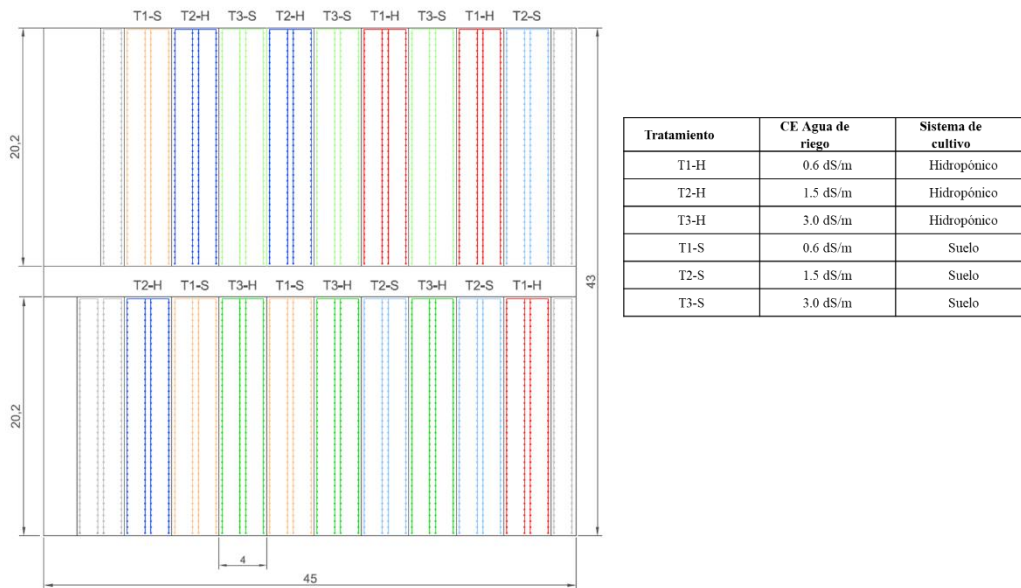 T1-S T2-H T3-S T2-H T3-S T1-H T3-S T1-H T2-S
20,2
43
T2-H T1-S T3-H T1-S T3-H T2-S T3-H T2-S T1-H
20,2
4
45
Tratamiento CE Agua de riego Sistema de cultivo
T1-H 0.6 dS/m Hidropónico
T2-H 1.5 dS/m Hidropónico
T3-H 3.0 dS/m Hidropónico
T1-S 0.6 dS/m Suelo
T2-S 1.5 dS/m Suelo
T3-S 3.0 dS/m Suelo